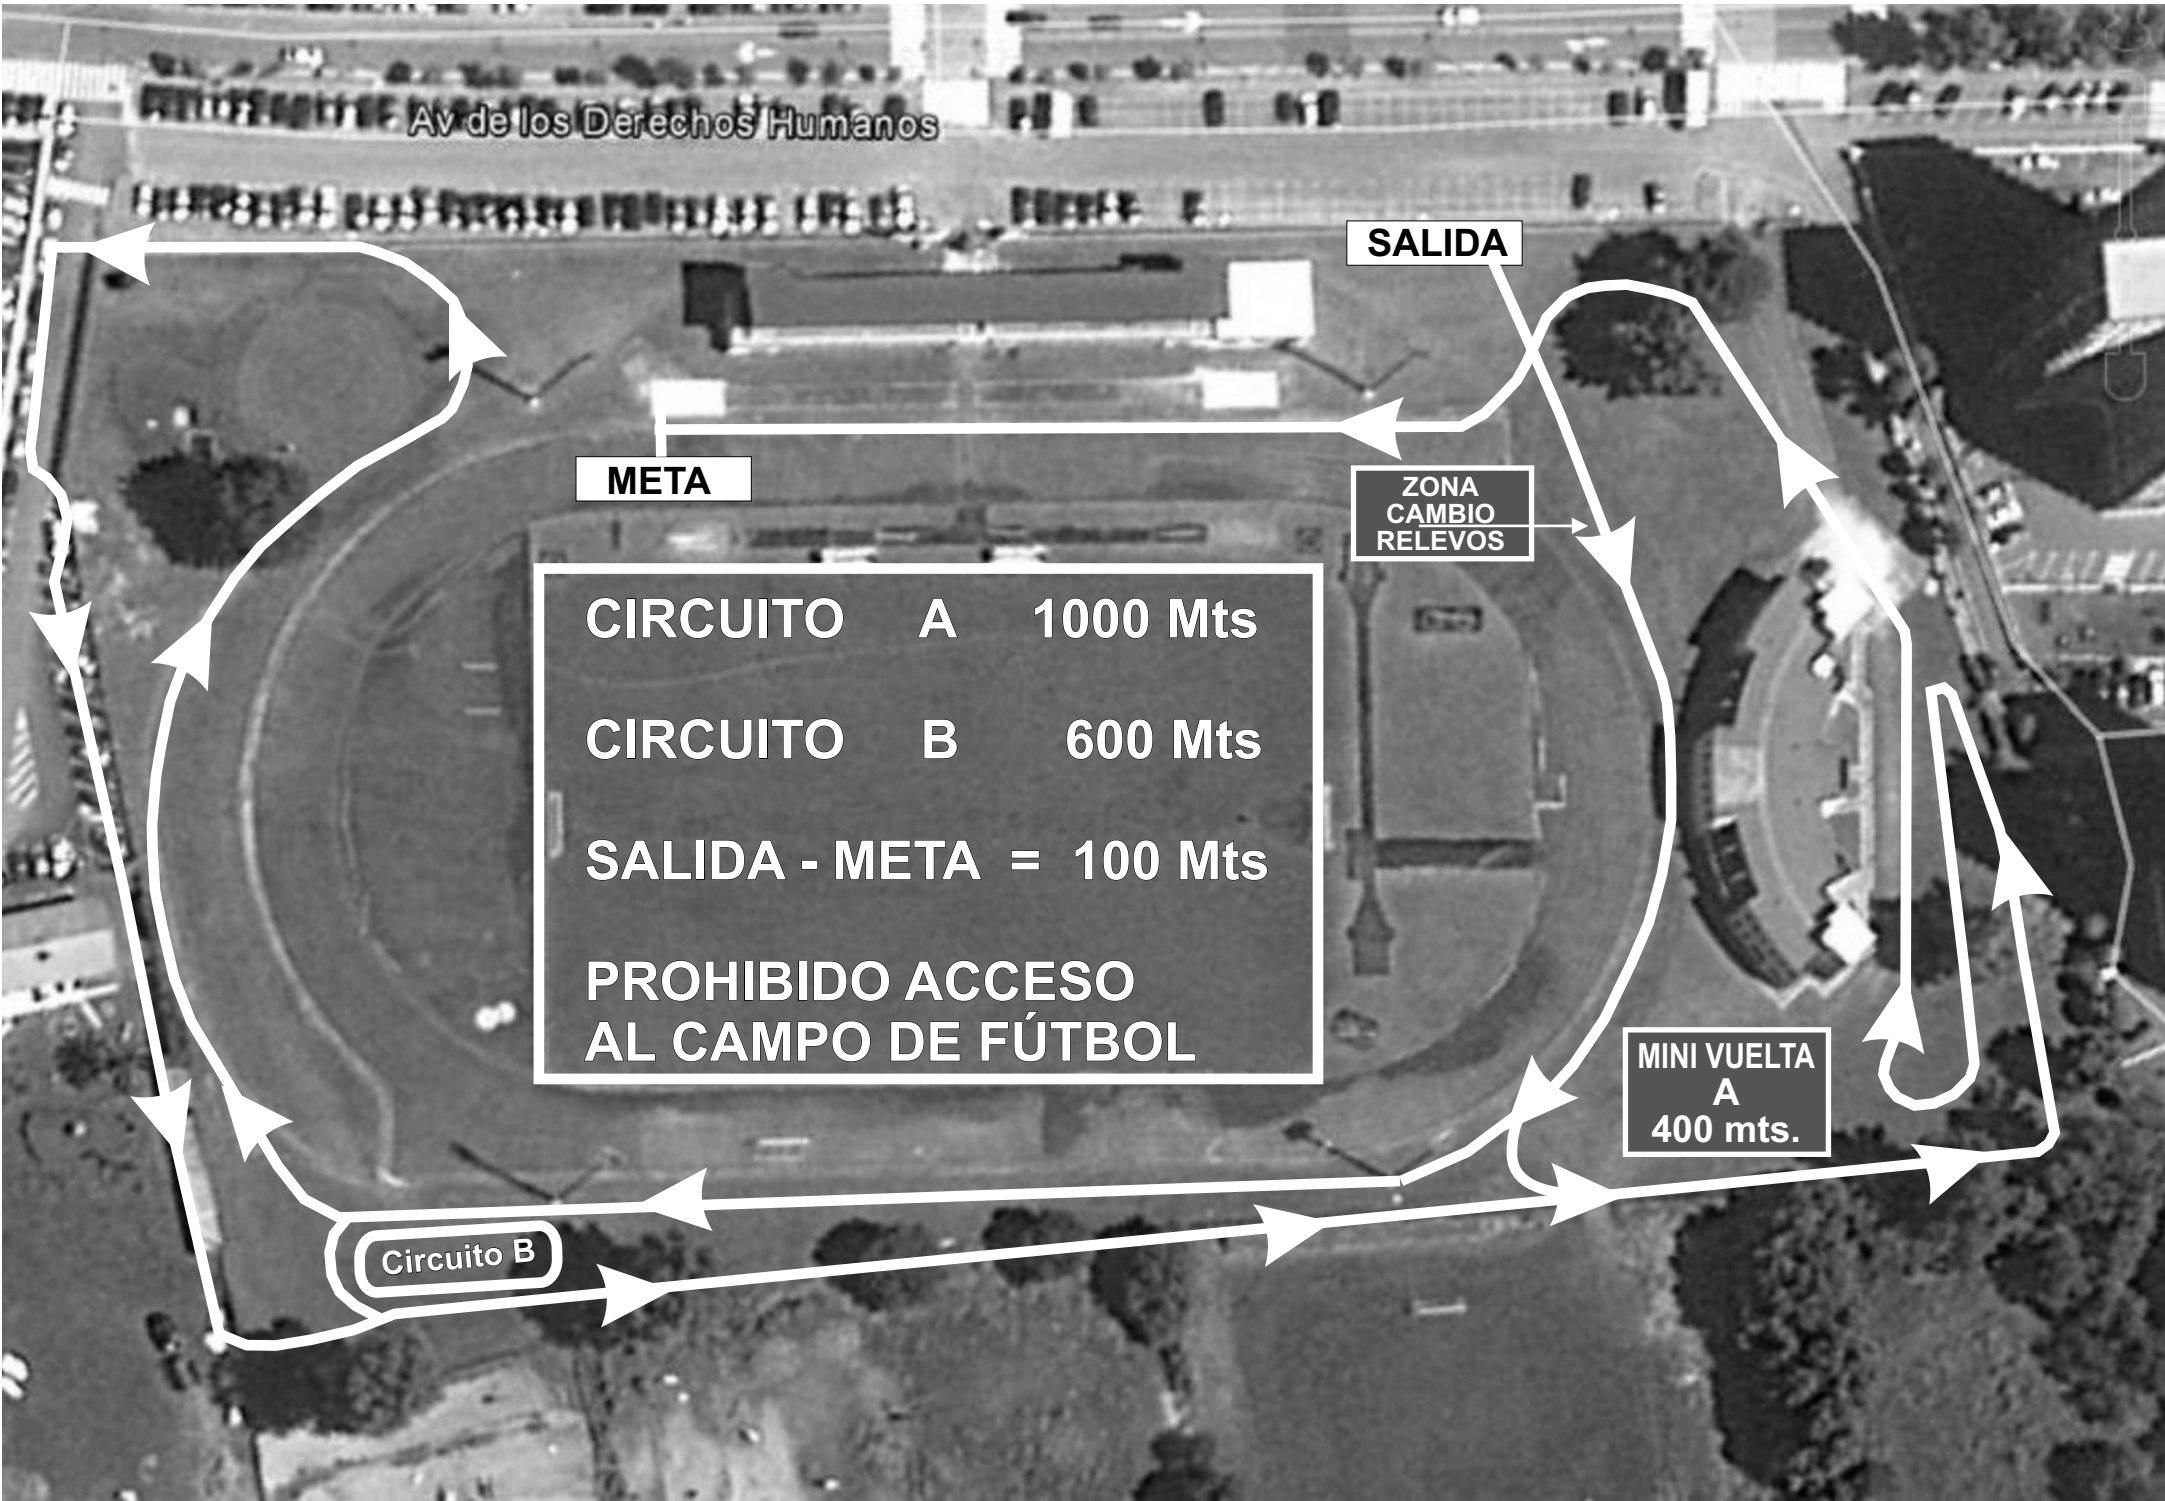 Av de los Derechos Humanos
SALIDA
META
ZONA
CAMBIO
RELEVOS
CIRCUITO A 1000 Mts
CIRCUITO B 600 Mts
SALIDA - META = 100 Mts
PROHIBIDO ACCESO
AL CAMPO DE FÚTBOL
MINI VUELTA
A
400 mts.
Circuito B